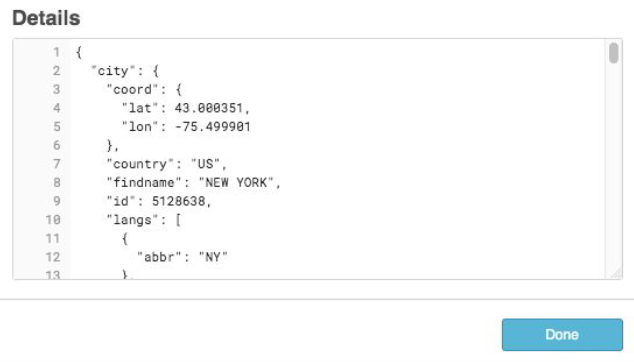 Details
1 {
2 "city": {
3 "coord": {
4 "lat": 43.000351,
5 "lon": -75.499901
6 },
7 "country": "US",
8 "findname": "NEW YORK",
9 "id": 5128638,
10 "langs": [
11 {
12 "abbr": "NY"
13 },
Done